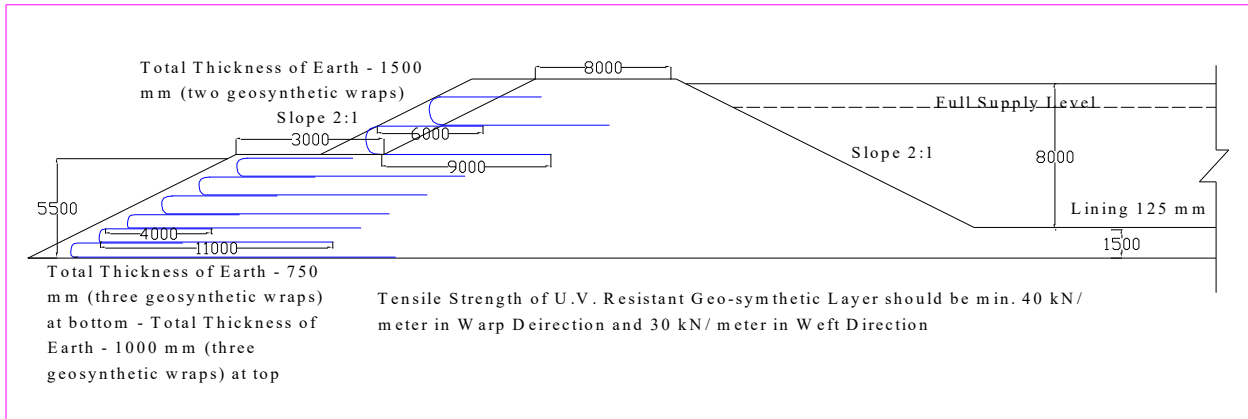 Total Thickness of Earth - 1500
mm (two geosynthetic wraps)
Slope 2:1
8000
Full Supply Level
3000
6000
9000
Slope 2:1
8000
5500
Lining 125 mm
4000
11000
1500
Total Thickness of Earth - 750
mm (three geosynthetic wraps)
at bottom - Total Thickness of
Earth - 1000 mm (three
geosynthetic wraps) at top
Tensile Strength of U.V. Resistant Geo-symthetic Layer should be min. 40 kN/
meter in Warp Deirection and 30 kN/ meter in Weft Direction